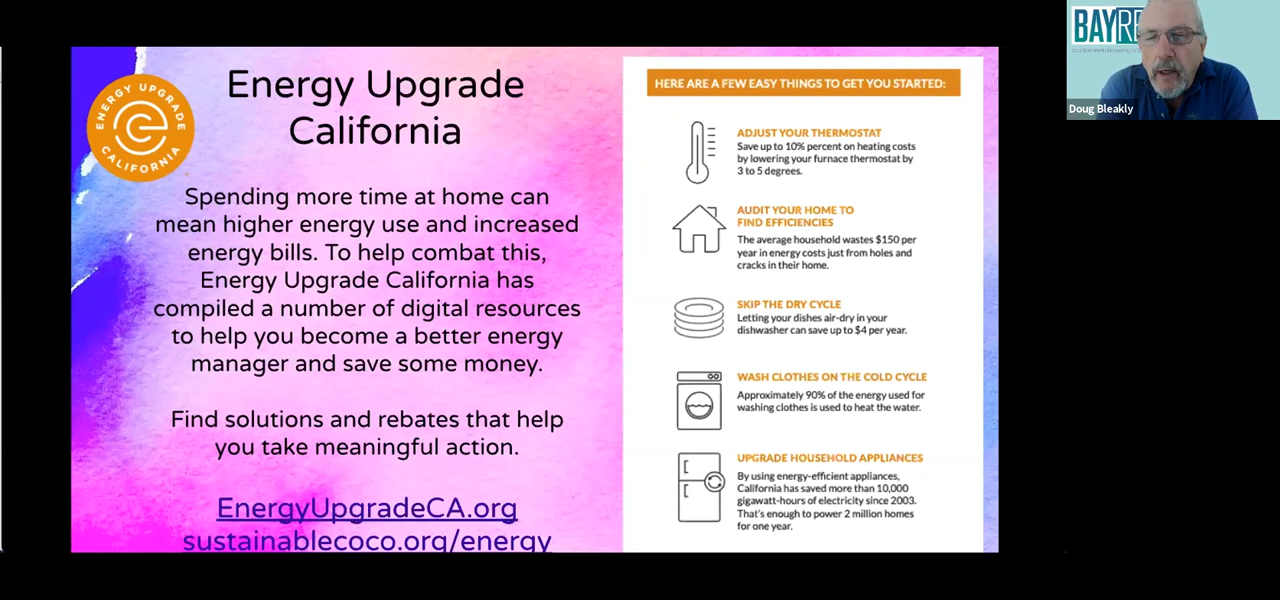 ENERGY UPGRADE
CALIFORNIA
Energy Upgrade
California
Spending more time at home can
mean higher energy use and increased
energy bills. To help combat this,
Energy Upgrade California has
compiled a number of digital resources
to help you become a better energy
manager and save some money.
Find solutions and rebates that help
you take meaningful action.
EnergyUpgradeCA.org
sustainablecoco.org/energy
HERE ARE A FEW EASY THINGS TO GET YOU STARTED:
ADJUST YOUR THERMOSTAT
Save up to 10% percent on heating costs
by lowering your furnace thermostat by
3 to 5 degrees.
AUDIT YOUR HOME TO
FIND EFFICIENCIES
The average household wastes $150 per
year in energy costs just from holes and
cracks in their home.
SKIP THE DRY CYCLE
Letting your dishes air-dry in your
dishwasher can save up to $4 per year.
WASH CLOTHES ON THE COLD CYCLE
Approximately 90% of the energy used for
washing clothes is used to heat the water.
UPGRADE HOUSEHOLD APPLIANCES
By using energy-efficient appliances,
California has saved more than 10,000
gigawatt-hours of electricity since 2003.
That's enough to power 2 million homes
for one year.
BAYRE
Doug Bleakly